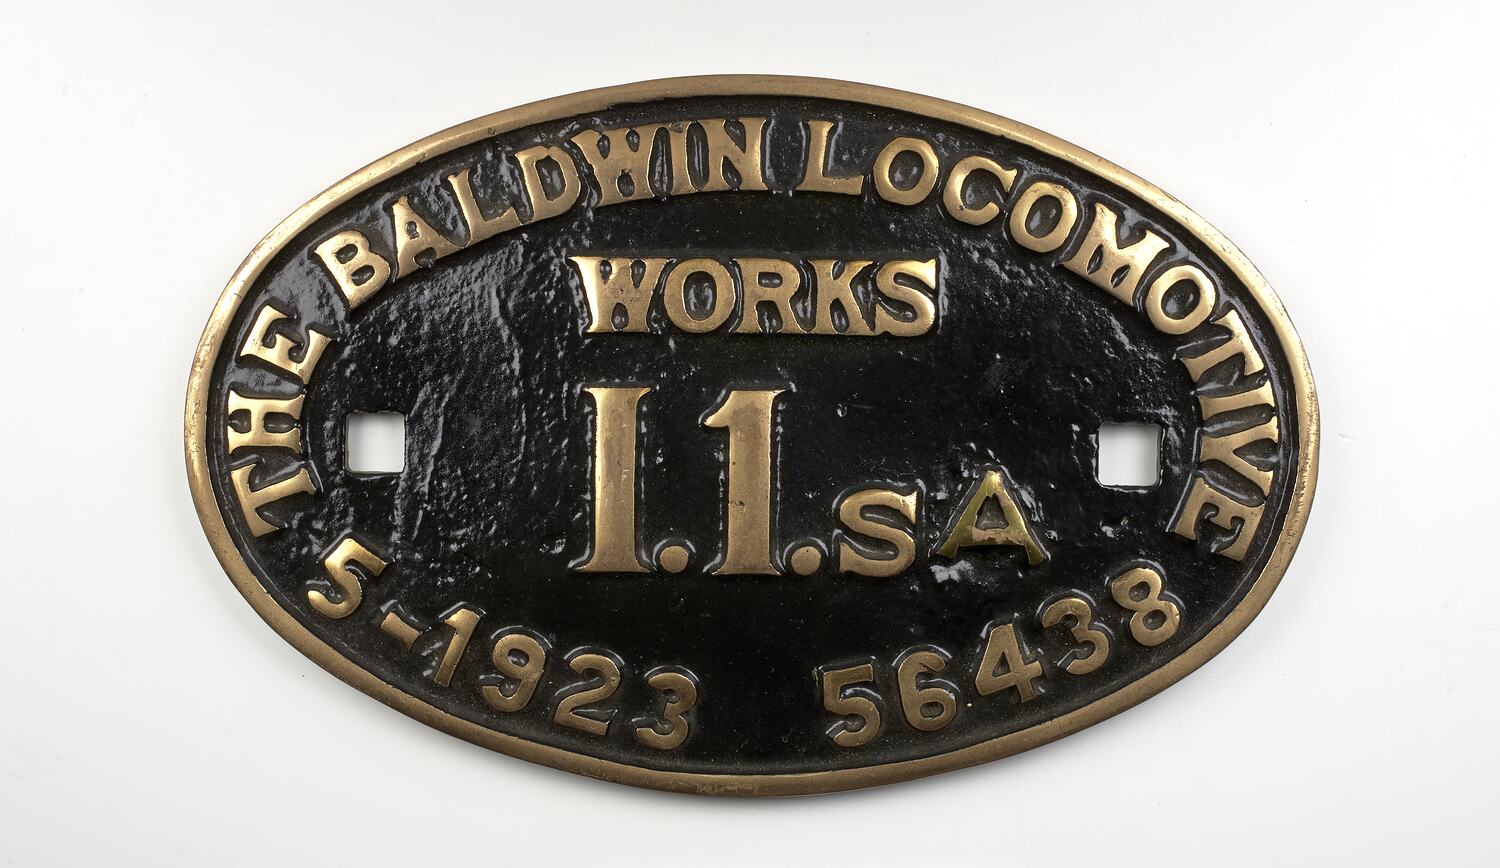 THE BALDWIN LOCOMOTIVE
WORKS
I.1.SA
5-1923 56438